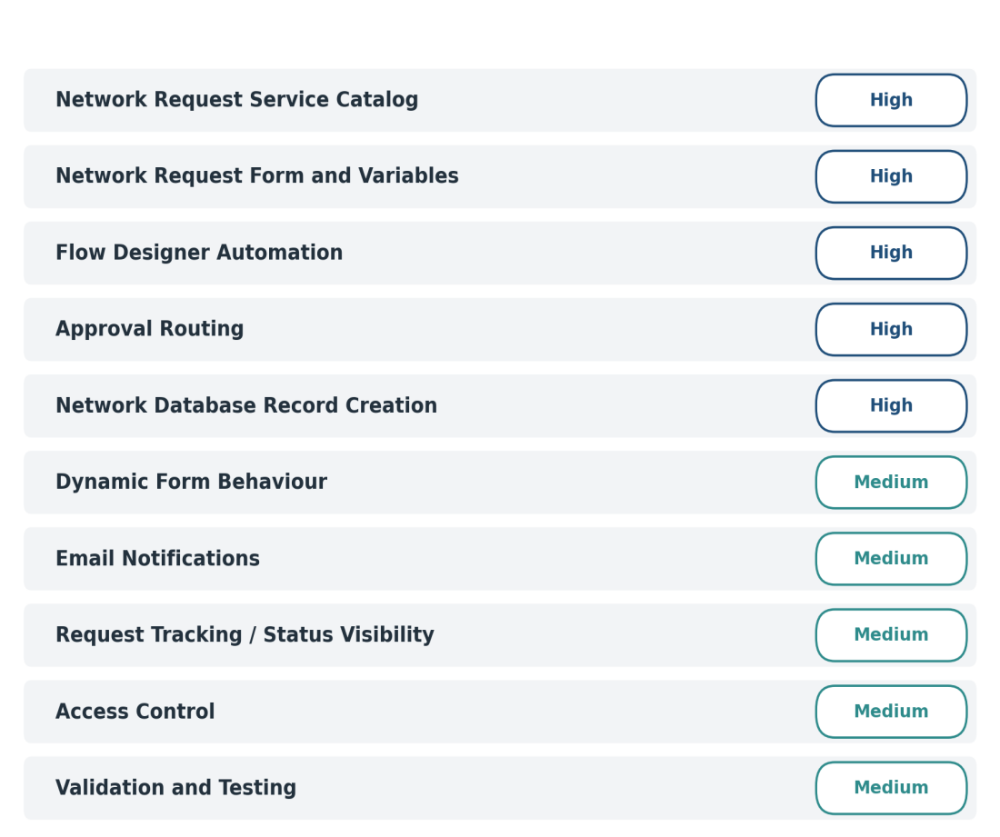 Network Request Service Catalog High
Network Request Form and Variables High
Flow Designer Automation High
Approval Routing High
Network Database Record Creation High
Dynamic Form Behaviour Medium
Email Notifications Medium
Request Tracking / Status Visibility Medium
Access Control Medium
Validation and Testing Medium